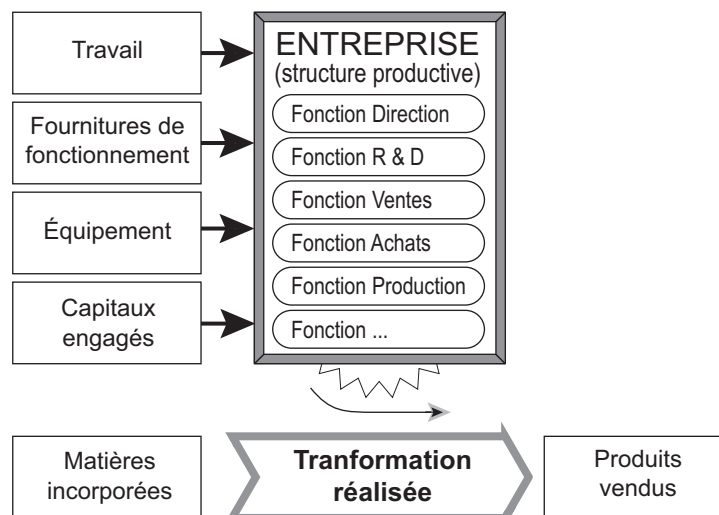 Travail
Fournitures de
fonctionnement
Équipement
Capitaux
engagés
ENTREPRISE
(structure productive)
Fonction Direction
Fonction R & D
Fonction Ventes
Fonction Achats
Fonction Production
Fonction ...
Matières
incorporées
Tranformation
réalisée
Produits
vendus